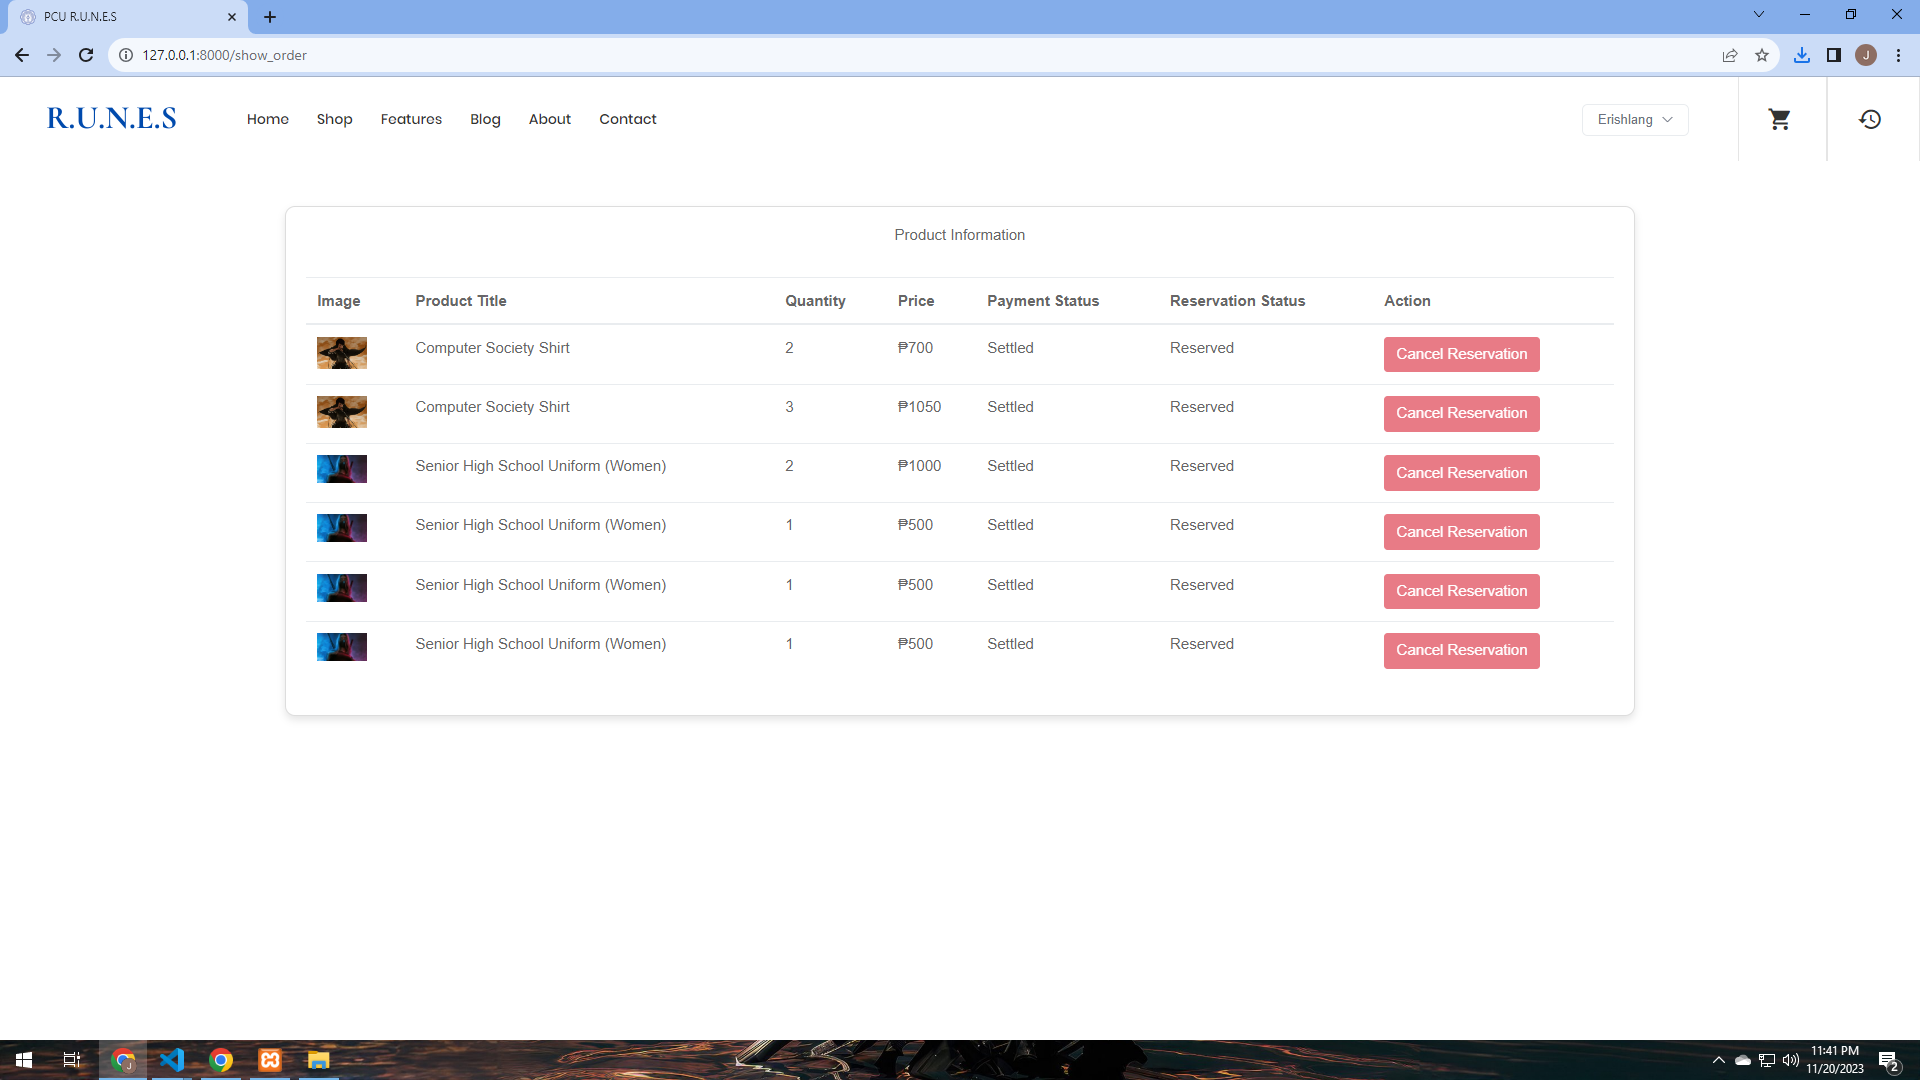 PCU R.U.N.E.S
127.0.0.1:8000/show_order
J
R.U.N.E.S Home Shop Features Blog About Contact Erishlang
Product Information
Image Product Title Quantity Price Payment Status Reservation Status Action
Computer Society Shirt 2 ₱700 Settled Reserved Cancel Reservation
Computer Society Shirt 3 ₱1050 Settled Reserved Cancel Reservation
Senior High School Uniform (Women) 2 ₱1000 Settled Reserved Cancel Reservation
Senior High School Uniform (Women) 1 ₱500 Settled Reserved Cancel Reservation
Senior High School Uniform (Women) 1 ₱500 Settled Reserved Cancel Reservation
Senior High School Uniform (Women) 1 ₱500 Settled Reserved Cancel Reservation
J
11:41 PM
11/20/2023
2